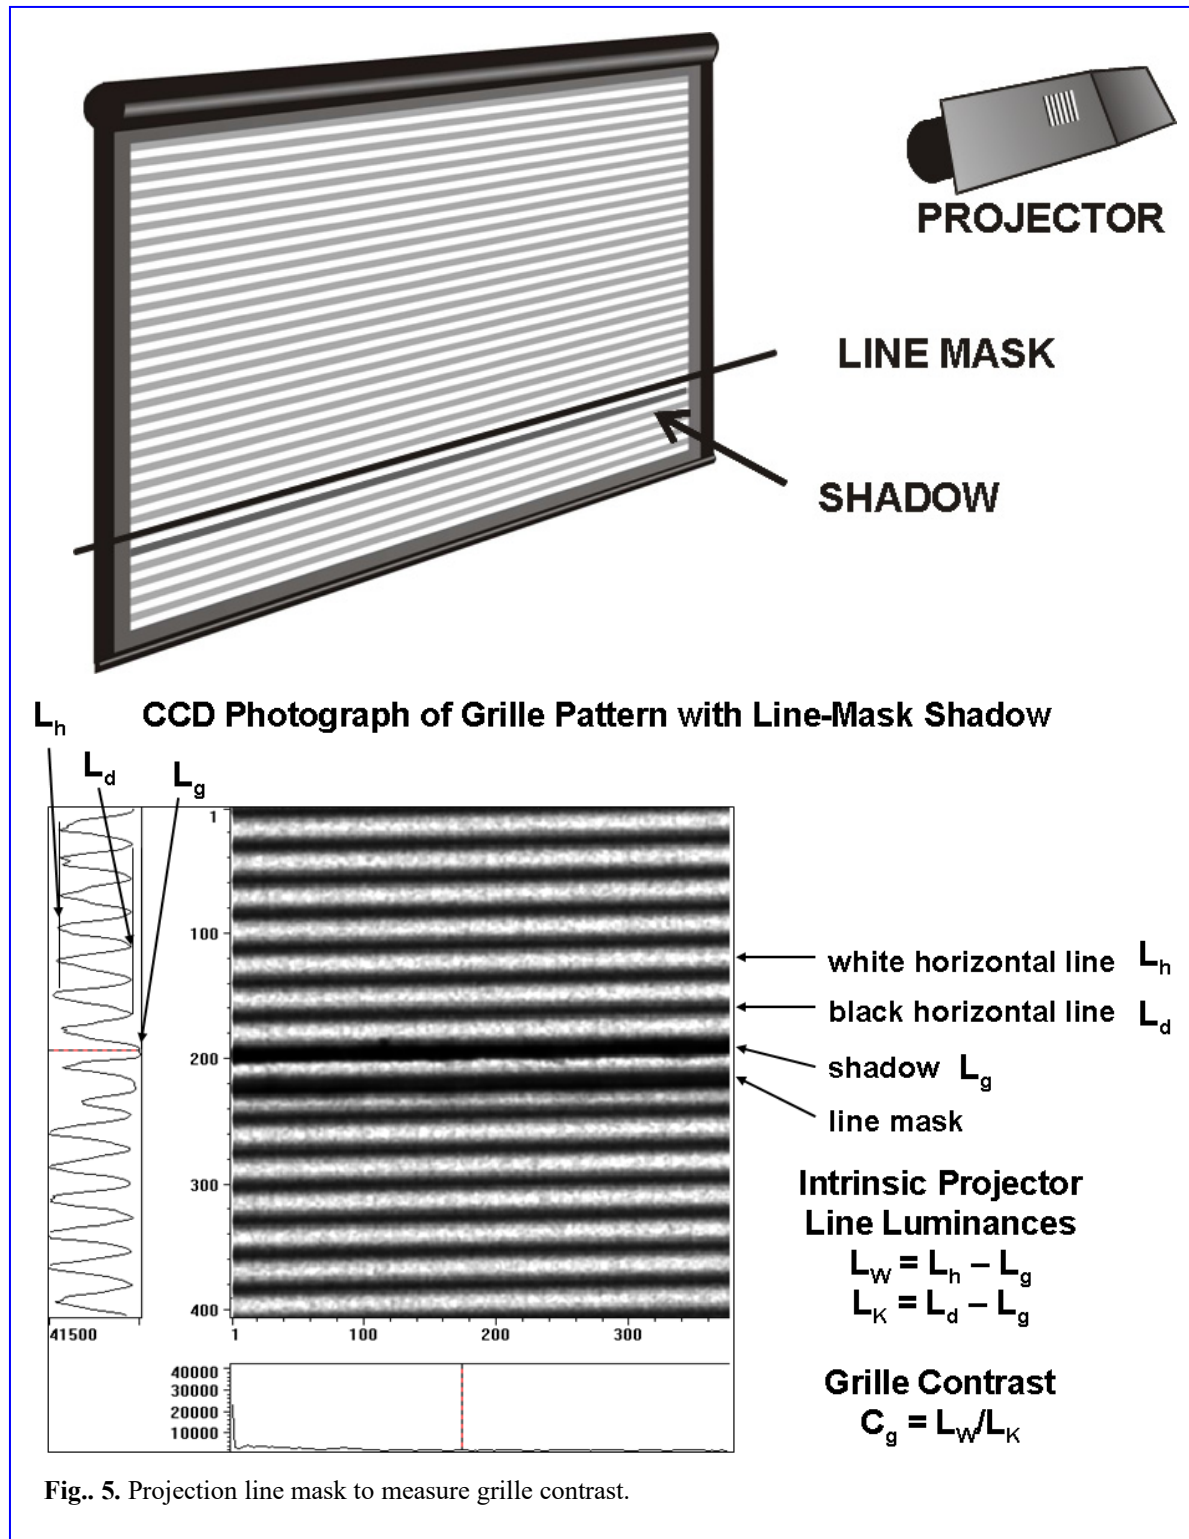 PROJECTOR
LINE MASK
SHADOW
CCD Photograph of Grille Pattern with Line-Mask Shadow
Lh
Ld
Lg
1
100
200
300
400
41500
1 100 200 300
40000
30000
20000
10000
white horizontal line Lh
black horizontal line Ld
shadow Lg
line mask
Intrinsic Projector
Line Luminances
LW = Lh – Lg
LK = Ld – Lg
Grille Contrast
Cg = LW/LK
Fig.. 5. Projection line mask to measure grille contrast.